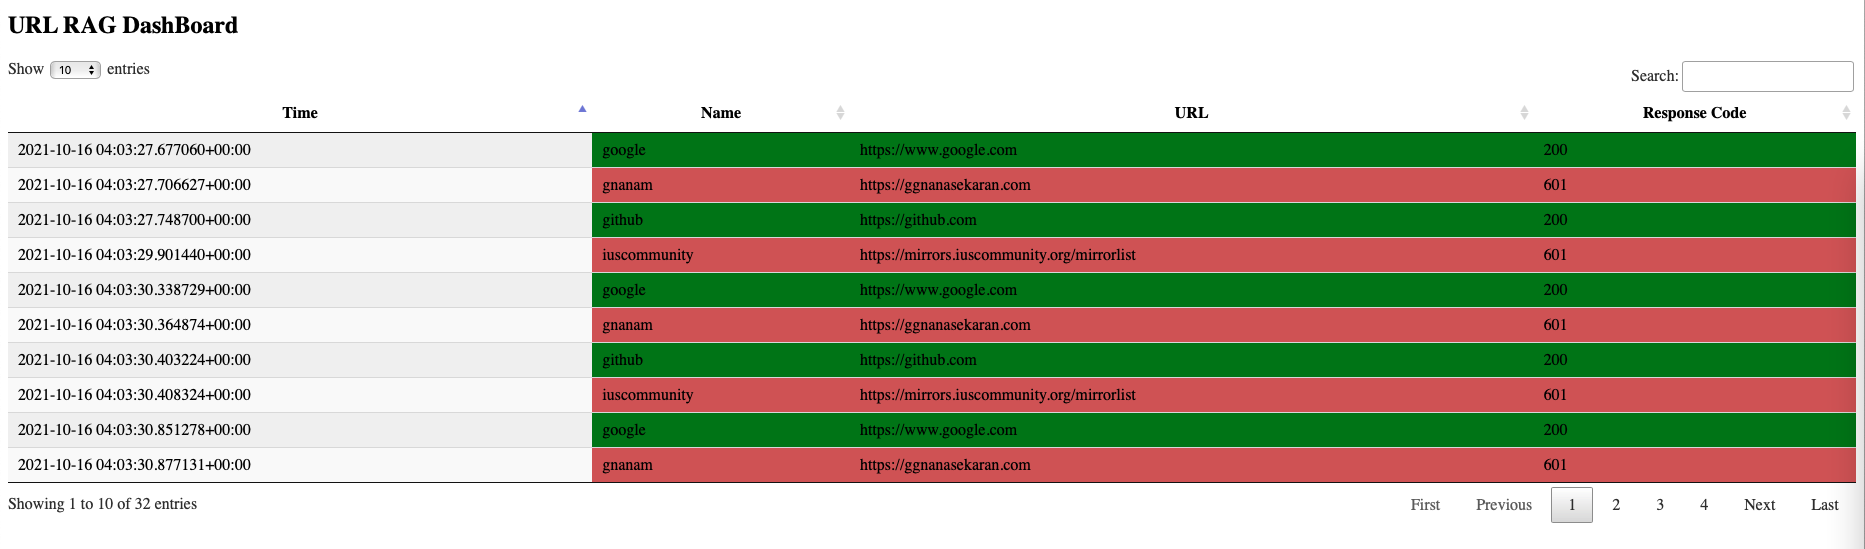 URL RAG DashBoard
Show 10 entries
Search:
Time Name URL Response Code
2021-10-16 04:03:27.677060+00:00 google https://www.google.com 200
2021-10-16 04:03:27.706627+00:00 gnanam https://ggnanasekaran.com 601
2021-10-16 04:03:27.748700+00:00 github https://github.com 200
2021-10-16 04:03:29.901440+00:00 iuscommunity https://mirrors.iuscommunity.org/mirrorlist 601
2021-10-16 04:03:30.338729+00:00 google https://www.google.com 200
2021-10-16 04:03:30.364874+00:00 gnanam https://ggnanasekaran.com 601
2021-10-16 04:03:30.403224+00:00 github https://github.com 200
2021-10-16 04:03:30.408324+00:00 iuscommunity https://mirrors.iuscommunity.org/mirrorlist 601
2021-10-16 04:03:30.851278+00:00 google https://www.google.com 200
2021-10-16 04:03:30.877131+00:00 gnanam https://ggnanasekaran.com 601
Showing 1 to 10 of 32 entries First Previous 1 2 3 4 Next Last